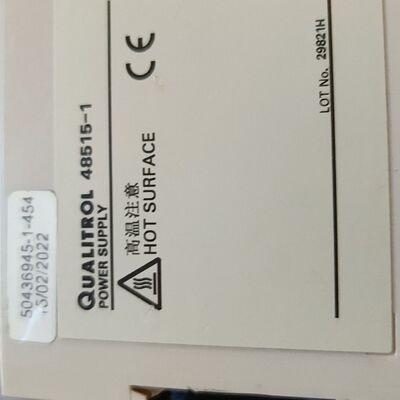 50436945-1-454
15/02/2022
QUALITROL 48515-1
POWER SUPPLY
CE
高温注意
HOT SURFACE
LOT No. 29821H